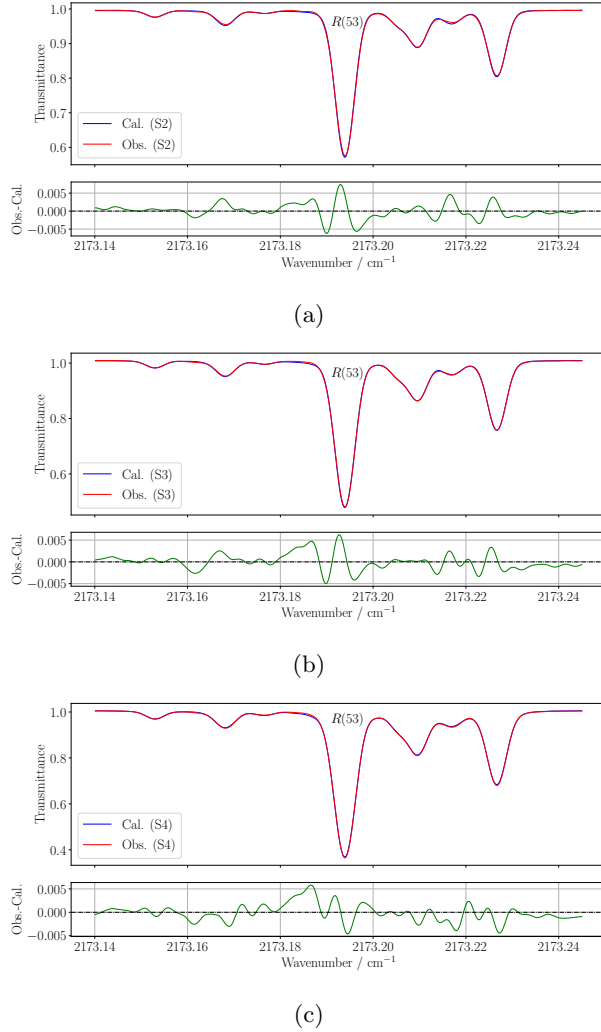 1.0
R(53)
0.9
0.8
0.7
0.6
Transmittance
Cal. (S2)
Obs. (S2)
0.005
0.000
−0.005
Obs.-Cal.
2173.14 2173.16 2173.18 2173.20 2173.22 2173.24
Wavenumber / cm⁻¹
(a)
1.0
R(53)
0.8
0.6
Transmittance
Cal. (S3)
Obs. (S3)
0.005
0.000
−0.005
Obs.-Cal.
2173.14 2173.16 2173.18 2173.20 2173.22 2173.24
Wavenumber / cm⁻¹
(b)
1.0
R(53)
0.8
0.6
0.4
Transmittance
Cal. (S4)
Obs. (S4)
0.005
0.000
−0.005
Obs.-Cal.
2173.14 2173.16 2173.18 2173.20 2173.22 2173.24
Wavenumber / cm⁻¹
(c)